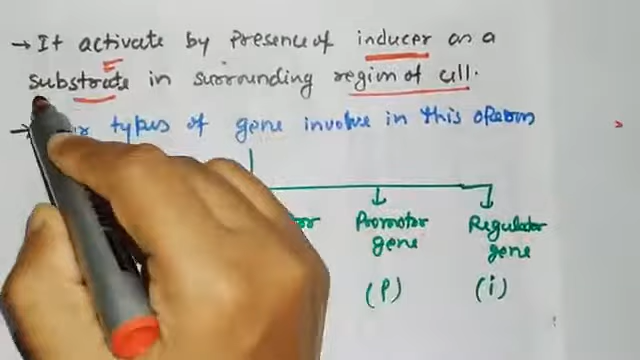 → It activate by presence of inducer as a
substrate in surrounding region of cell.
types of gene involve in this operon
Promotor Regulator
gene gene
(P) (i)